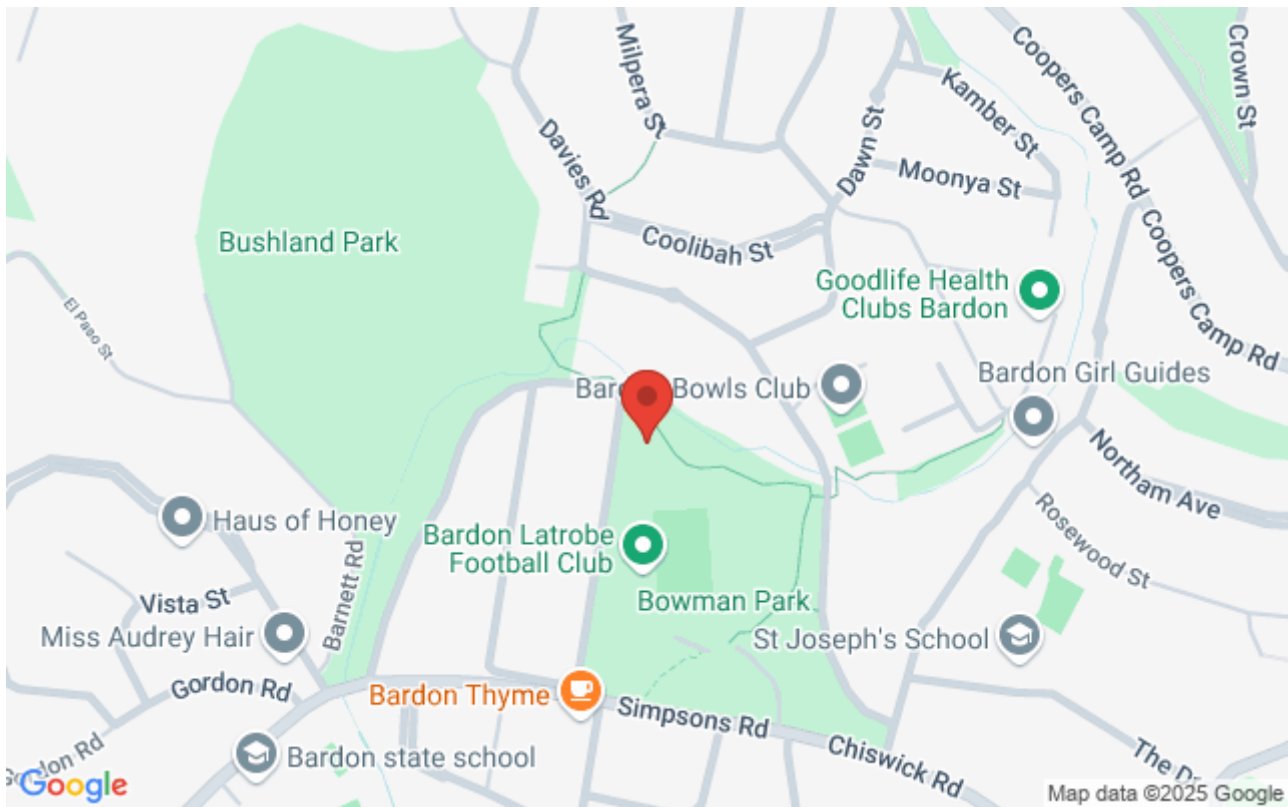 Milpera St
Coopers Camp Rd
Crown St
Kamber St
Davies Rd
Dawn St
Moonya St
Bushland Park
Coolibah St
Coopers Camp Rd
Goodlife Health
Clubs Bardon
El Paso St
Bowls Club
Bardon Girl Guides
Northam Ave
Haus of Honey
Bardon Latrobe
Football Club
Rosewood St
Barnett Rd
Vista St
Bowman Park
Miss Audrey Hair
St Joseph's School
Gordon Rd
Bardon Thyme
Simpsons Rd
Chiswick Rd
Gordon Rd
Bardon state school
The
Google
Map data ©2025 Google